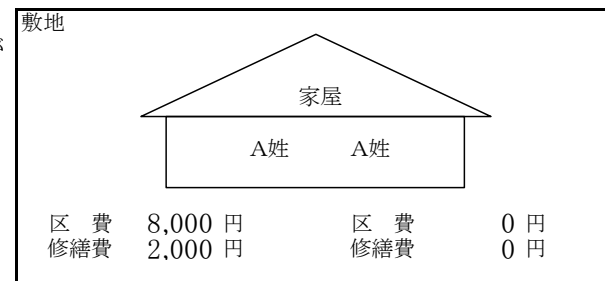 敷地
家屋
A姓 A姓
区 費 8,000 円 区 費 0 円
修繕費 2,000 円 修繕費 0 円